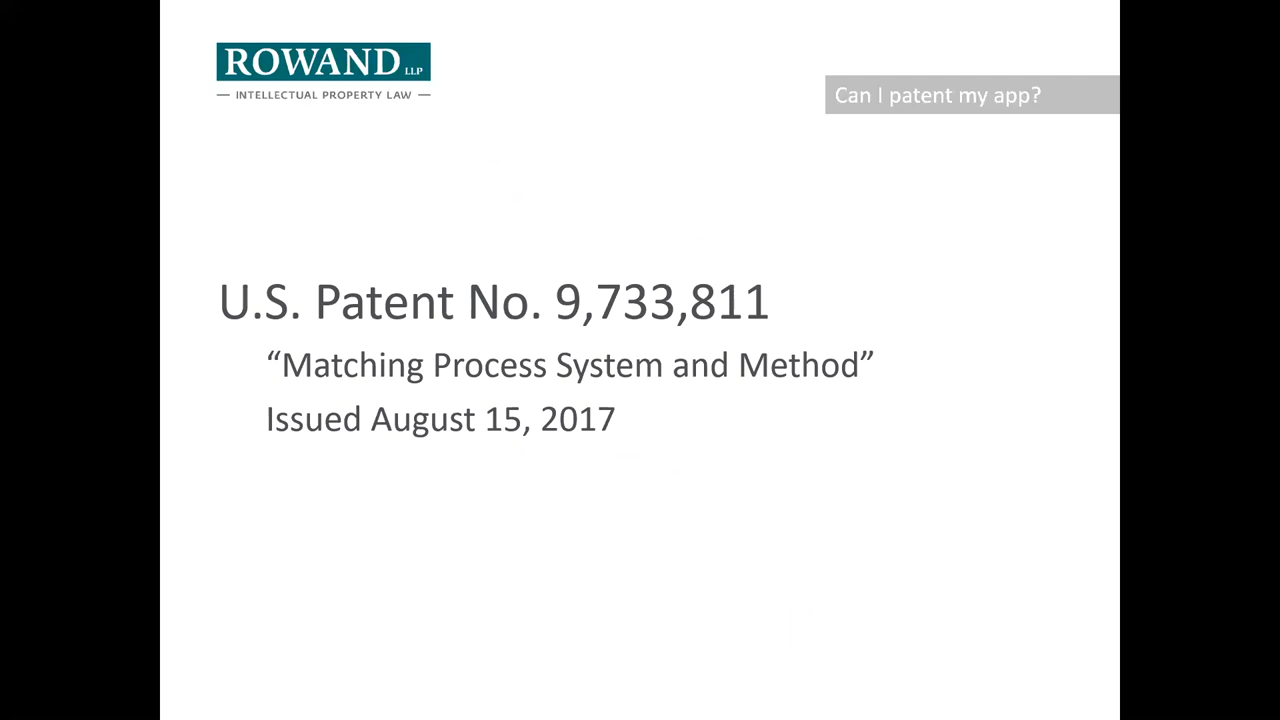 ROWAND LLP
— INTELLECTUAL PROPERTY LAW —
Can I patent my app?
U.S. Patent No. 9,733,811
“Matching Process System and Method”
Issued August 15, 2017